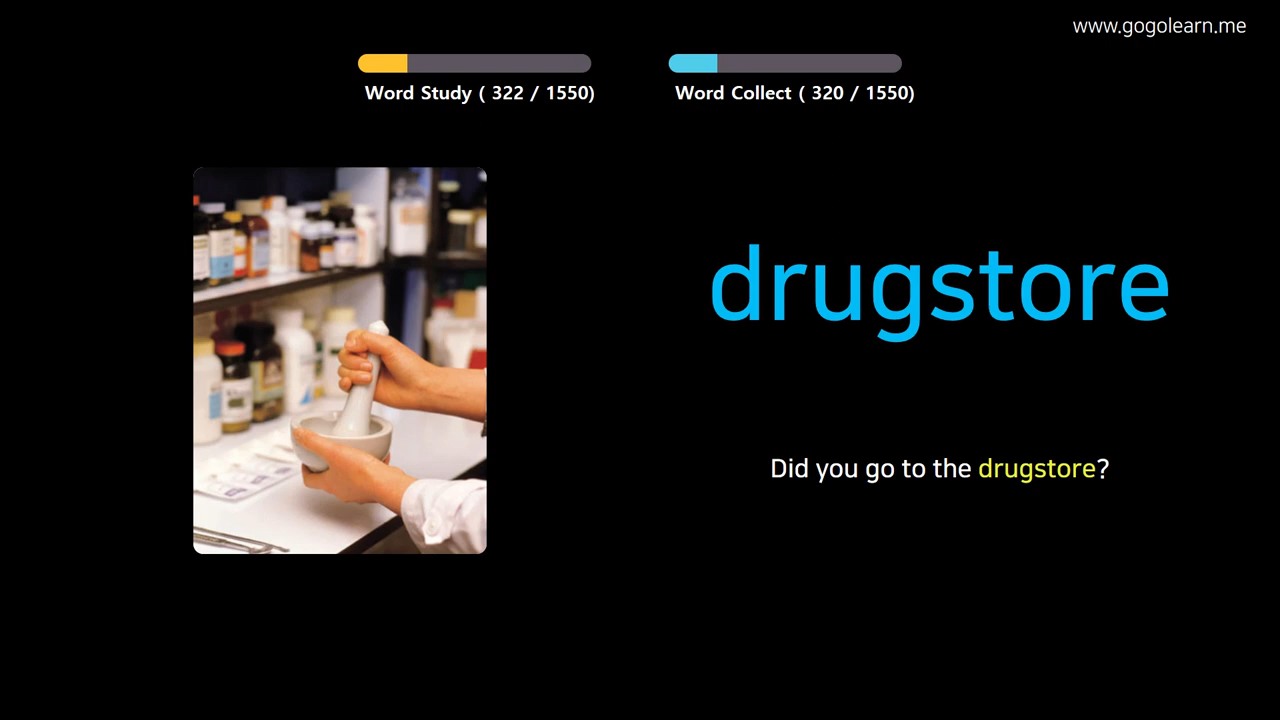 www.gogolearn.me
Word Study ( 322 / 1550)
Word Collect ( 320 / 1550)
drugstore
Did you go to the drugstore?